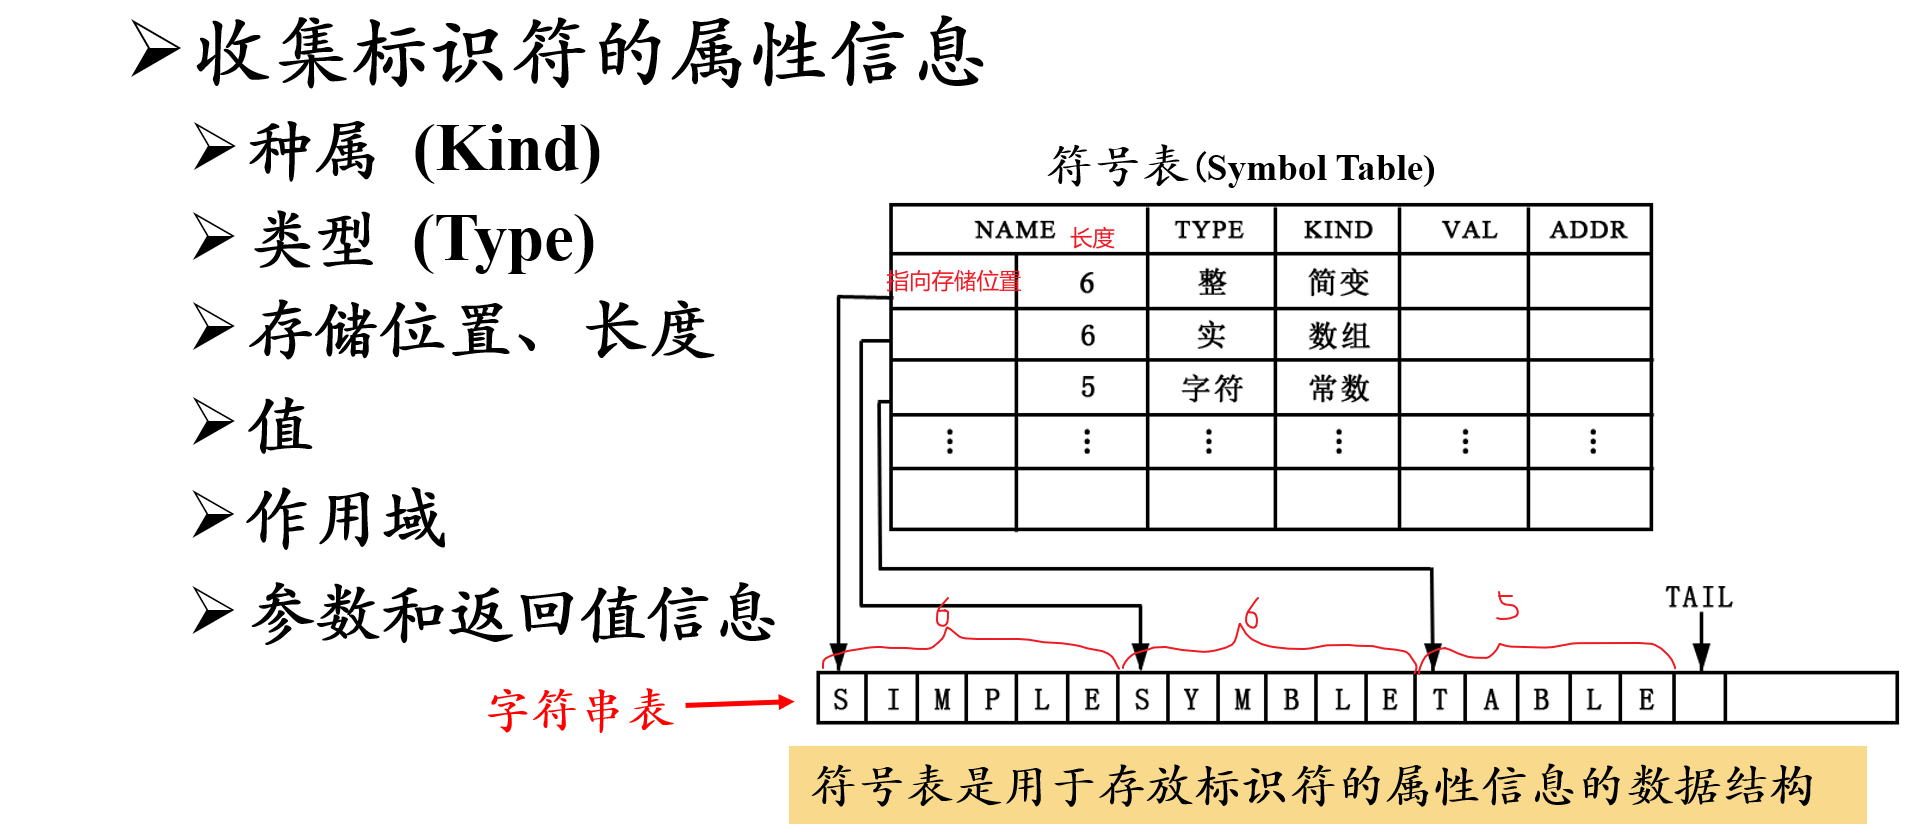 收集标识符的属性信息
种属 (Kind)
类型 (Type)
存储位置、长度
值
作用域
参数和返回值信息
符号表(Symbol Table)
NAME 长度 TYPE KIND VAL ADDR
指向存储位置 6 整 简变
6 实 数组
5 字符 常数
⋮ ⋮ ⋮ ⋮ ⋮ ⋮
TAIL
6 6 5
字符串表
S I M P L E S Y M B L E T A B L E
符号表是用于存放标识符的属性信息的数据结构